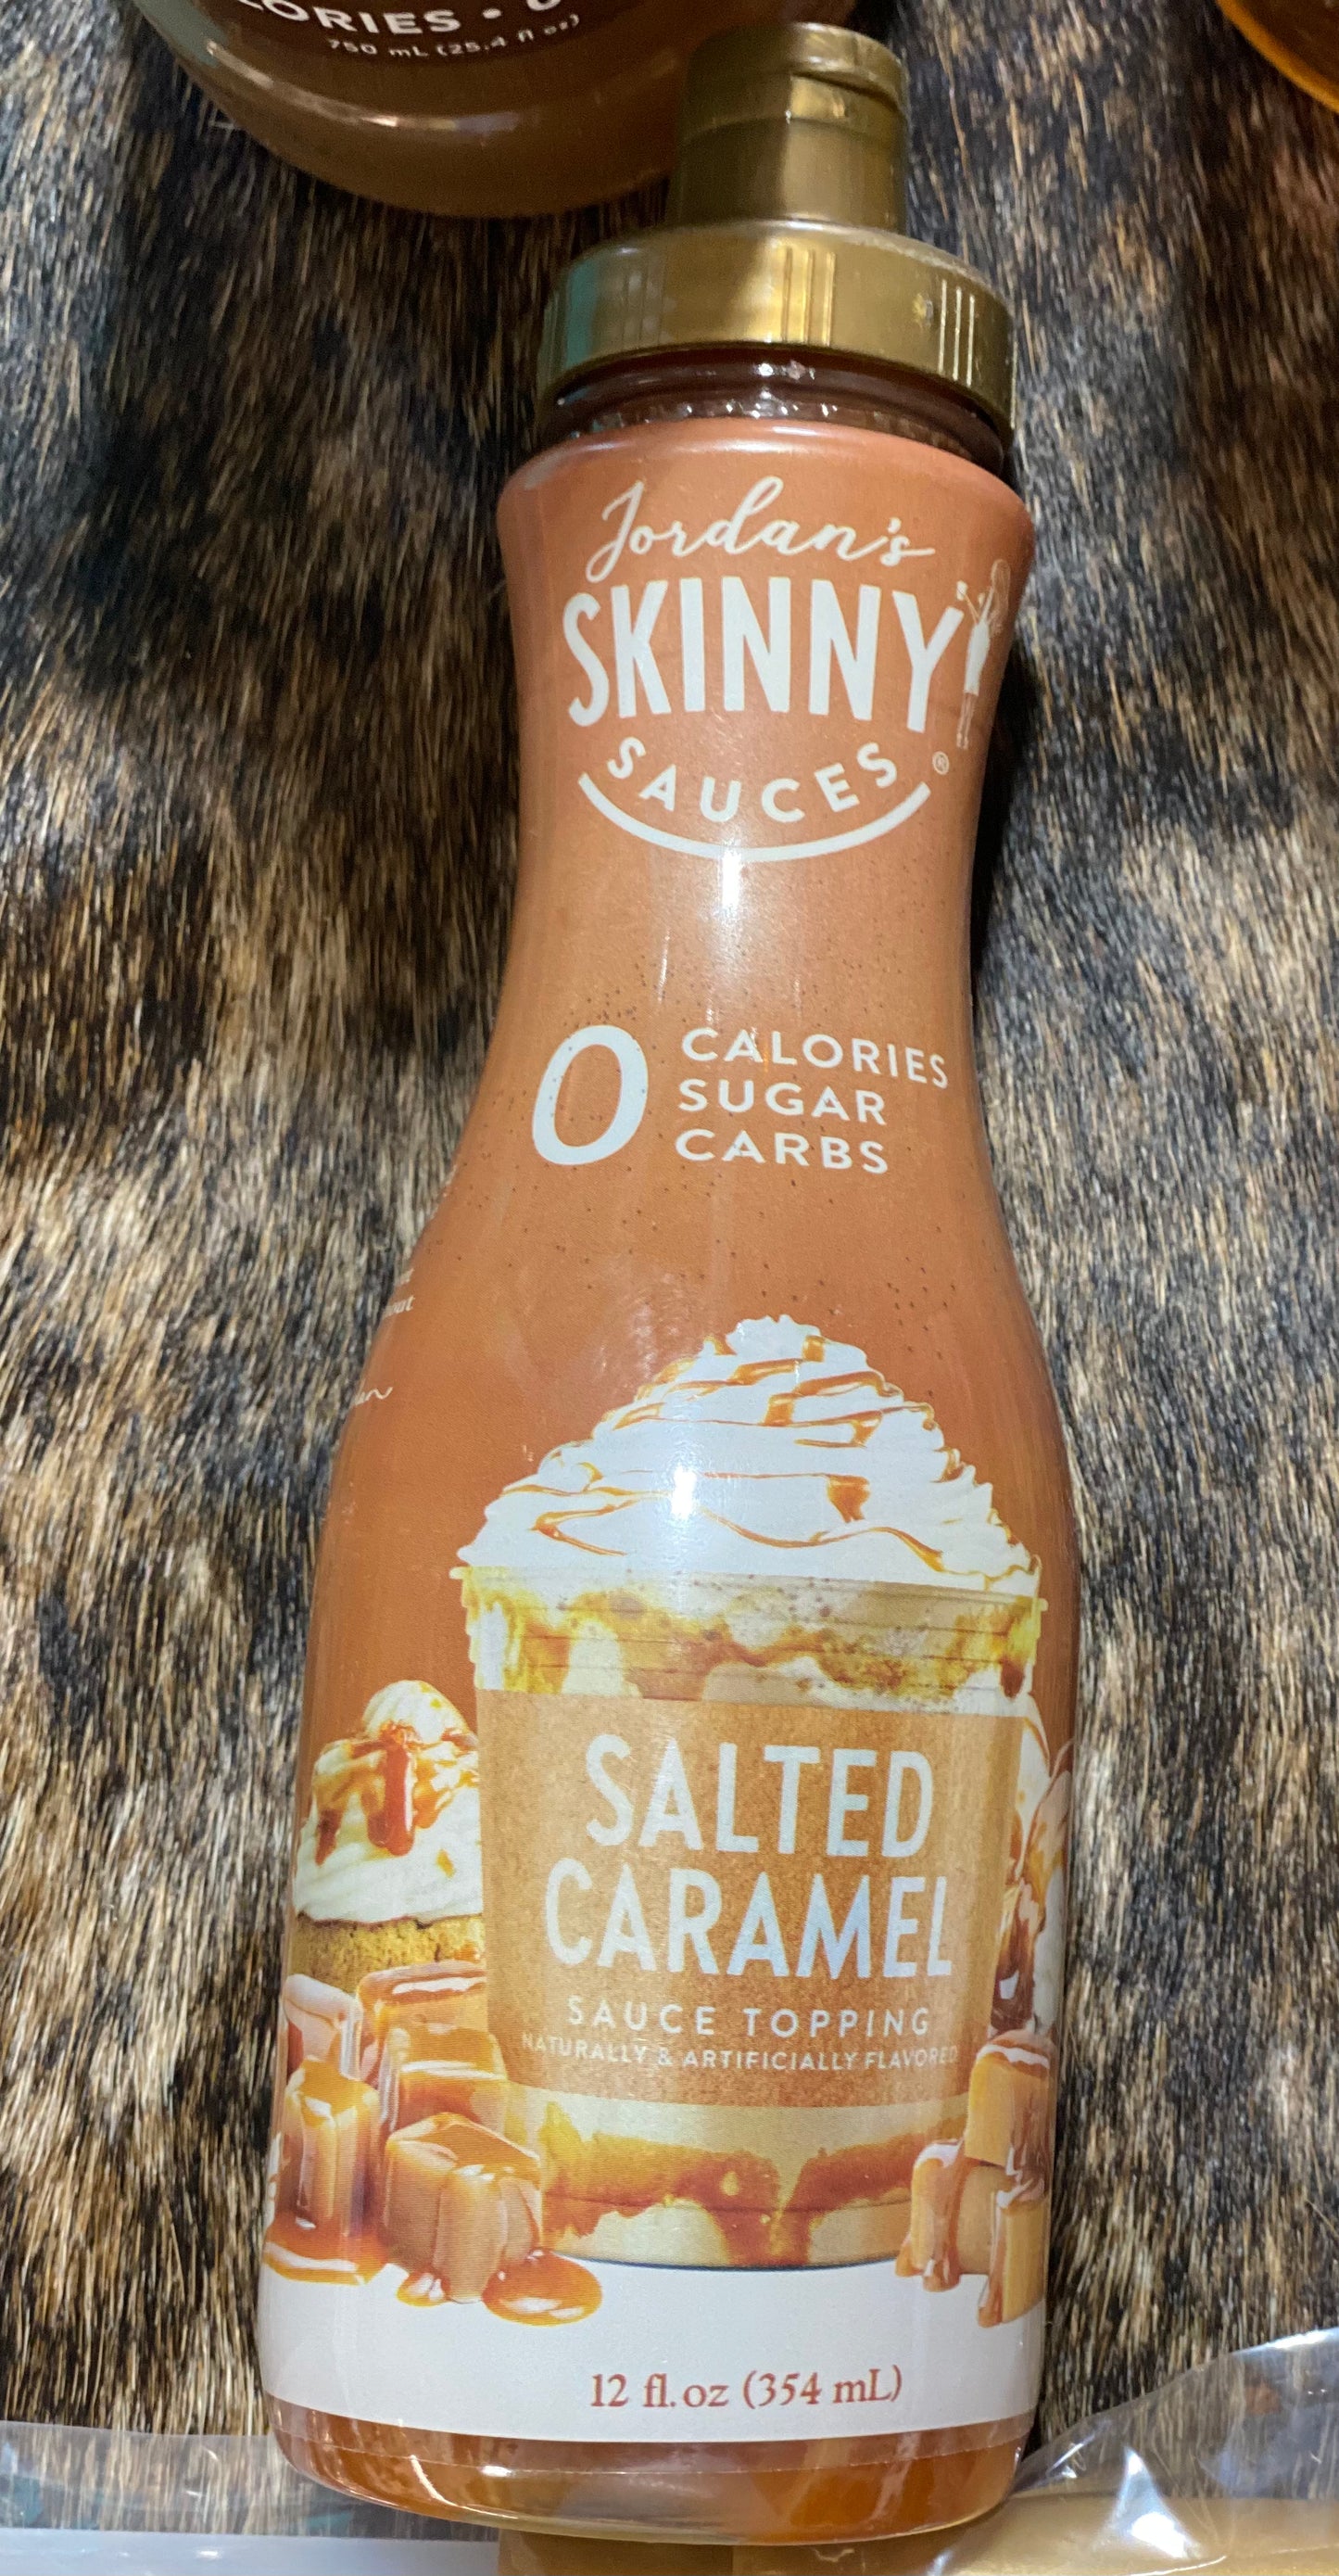 750 mL (25.4 fl oz)
Jordan's
SKINNY
SAUCES ®
0 CALORIES
SUGAR
CARBS
SALTED
CARAMEL
SAUCE TOPPING
NATURALLY & ARTIFICIALLY FLAVORED
12 fl. oz (354 mL)